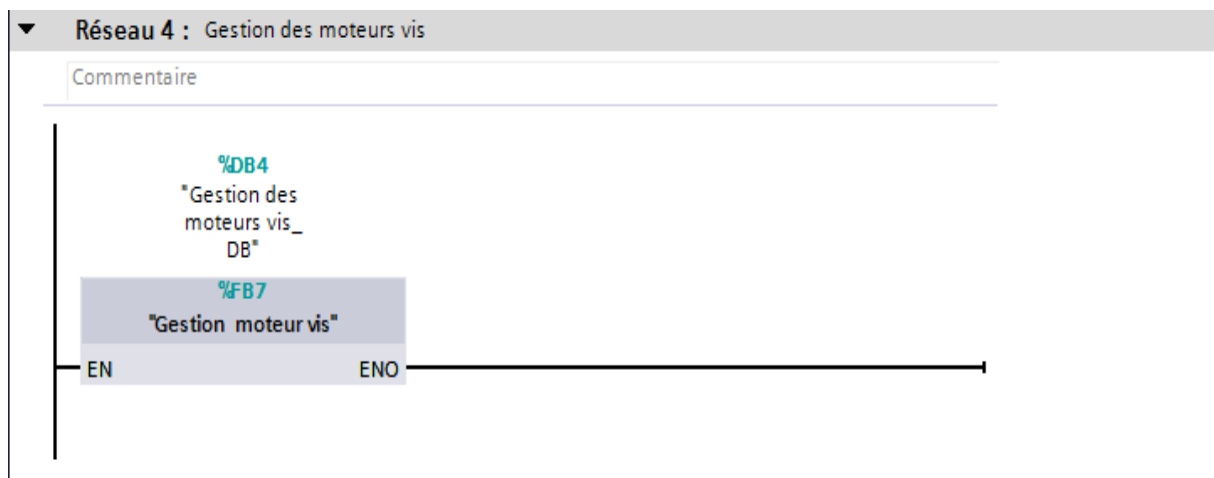 Réseau 4 : Gestion des moteurs vis
Commentaire
%DB4
"Gestion des
moteurs vis_
DB"
%FB7
"Gestion moteur vis"
EN ENO